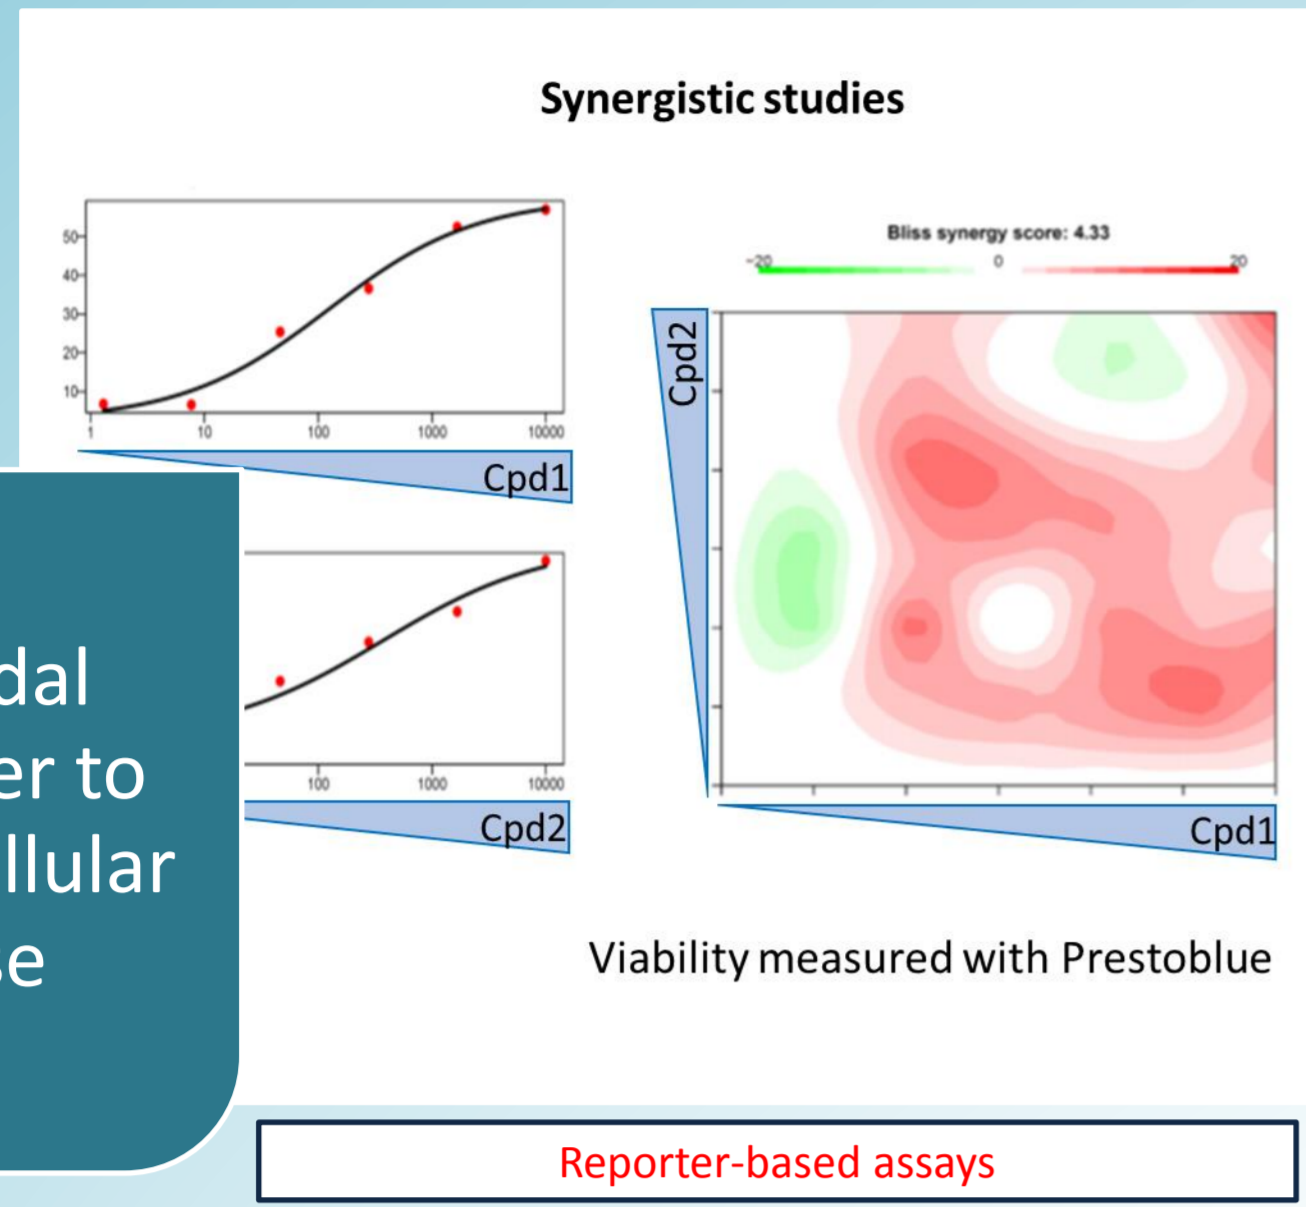 Synergistic studies
50
40
30
20
10
1 10 100 1000 10000
Cpd1
Bliss synergy score: 4.33
-20 0 20
Cpd2
Cpd1
100 1000 10000
Cpd2
dal
er to
llular
se
Viability measured with Prestoblue
Reporter-based assays